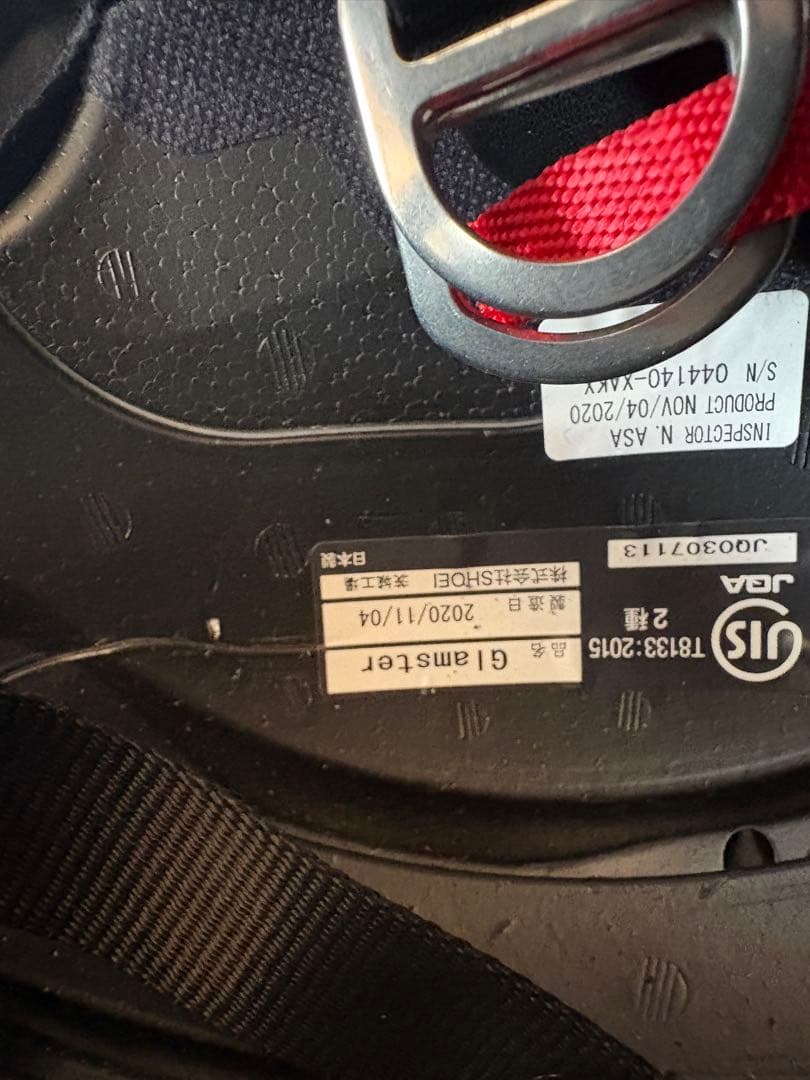 JIS
JQA
T8133:2015
2種
JQ0307113
品名 Glamster
製造日 2020/11/04
株式会社SHOEI 茨城工場
日本製
INSPECTOR N. ASA
PRODUCT NOV/04/2020
S/N 044140-XAKX